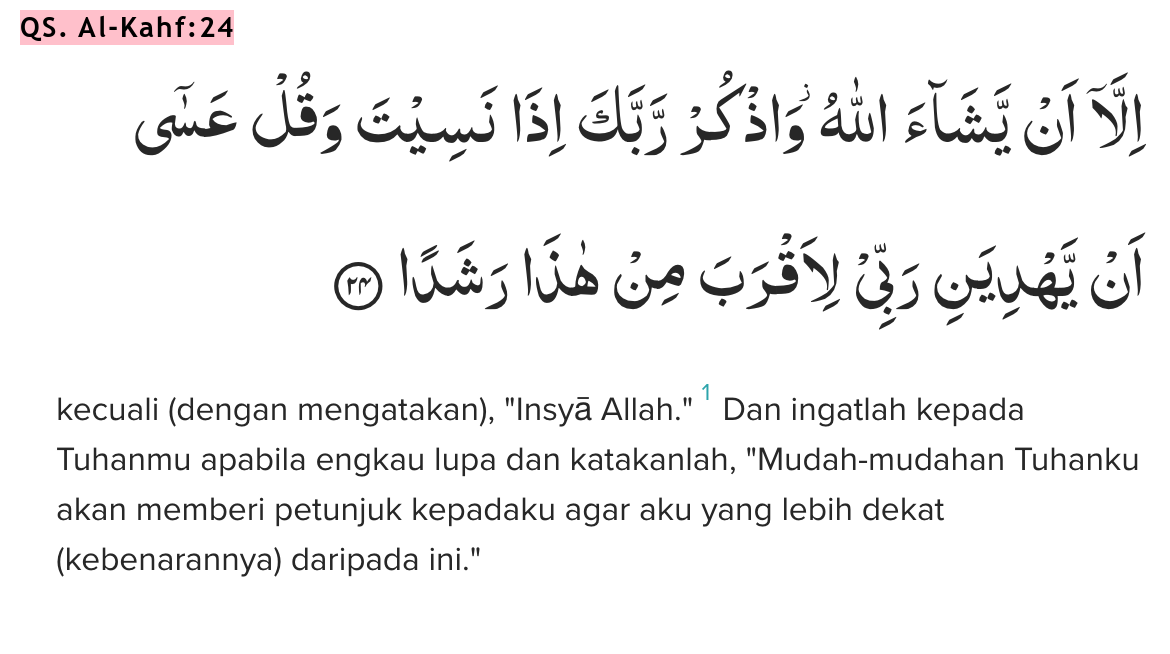 QS. Al-Kahf:24
اِلَّآ اَنْ يَّشَاۤءَ اللّٰهُ ۖوَاذْكُرْ رَّبَّكَ اِذَا نَسِيْتَ وَقُلْ عَسٰٓى
اَنْ يَّهْدِيَنِ رَبِّيْ لِاَقْرَبَ مِنْ هٰذَا رَشَدًا ٢٤
kecuali (dengan mengatakan), "Insyā Allah." 1 Dan ingatlah kepada
Tuhanmu apabila engkau lupa dan katakanlah, "Mudah-mudahan Tuhanku
akan memberi petunjuk kepadaku agar aku yang lebih dekat
(kebenarannya) daripada ini."